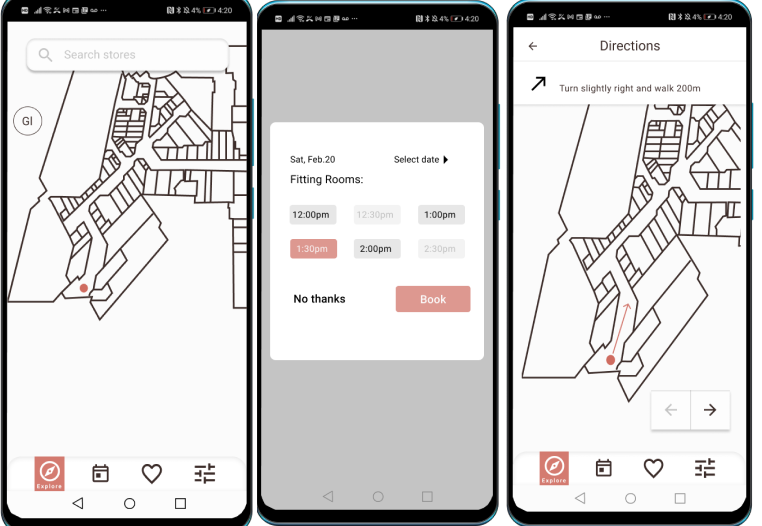 4% 4:20
Search stores
GI
Explore
4% 4:20
Sat, Feb.20 Select date
Fitting Rooms:
12:00pm 12:30pm 1:00pm
1:30pm 2:00pm 2:30pm
No thanks Book
4% 4:20
Directions
Turn slightly right and walk 200m
Explore